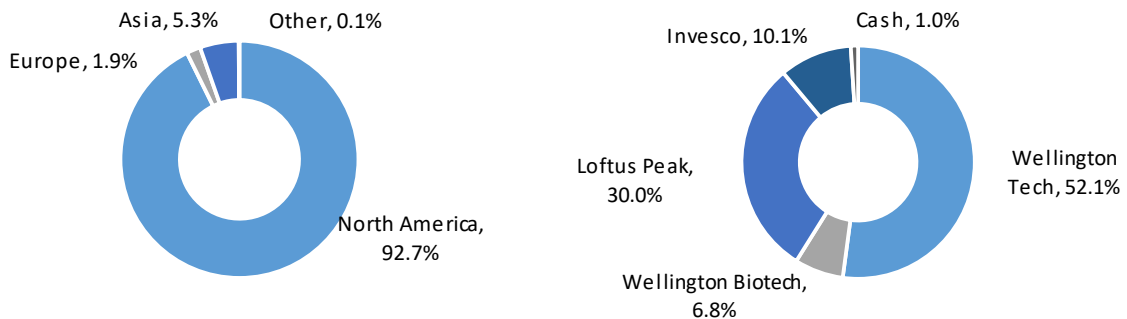 Asia, 5.3%
Other, 0.1%
Europe, 1.9%
North America,
92.7%
Cash, 1.0%
Invesco, 10.1%
Wellington
Tech, 52.1%
Loftus Peak,
30.0%
Wellington Biotech,
6.8%